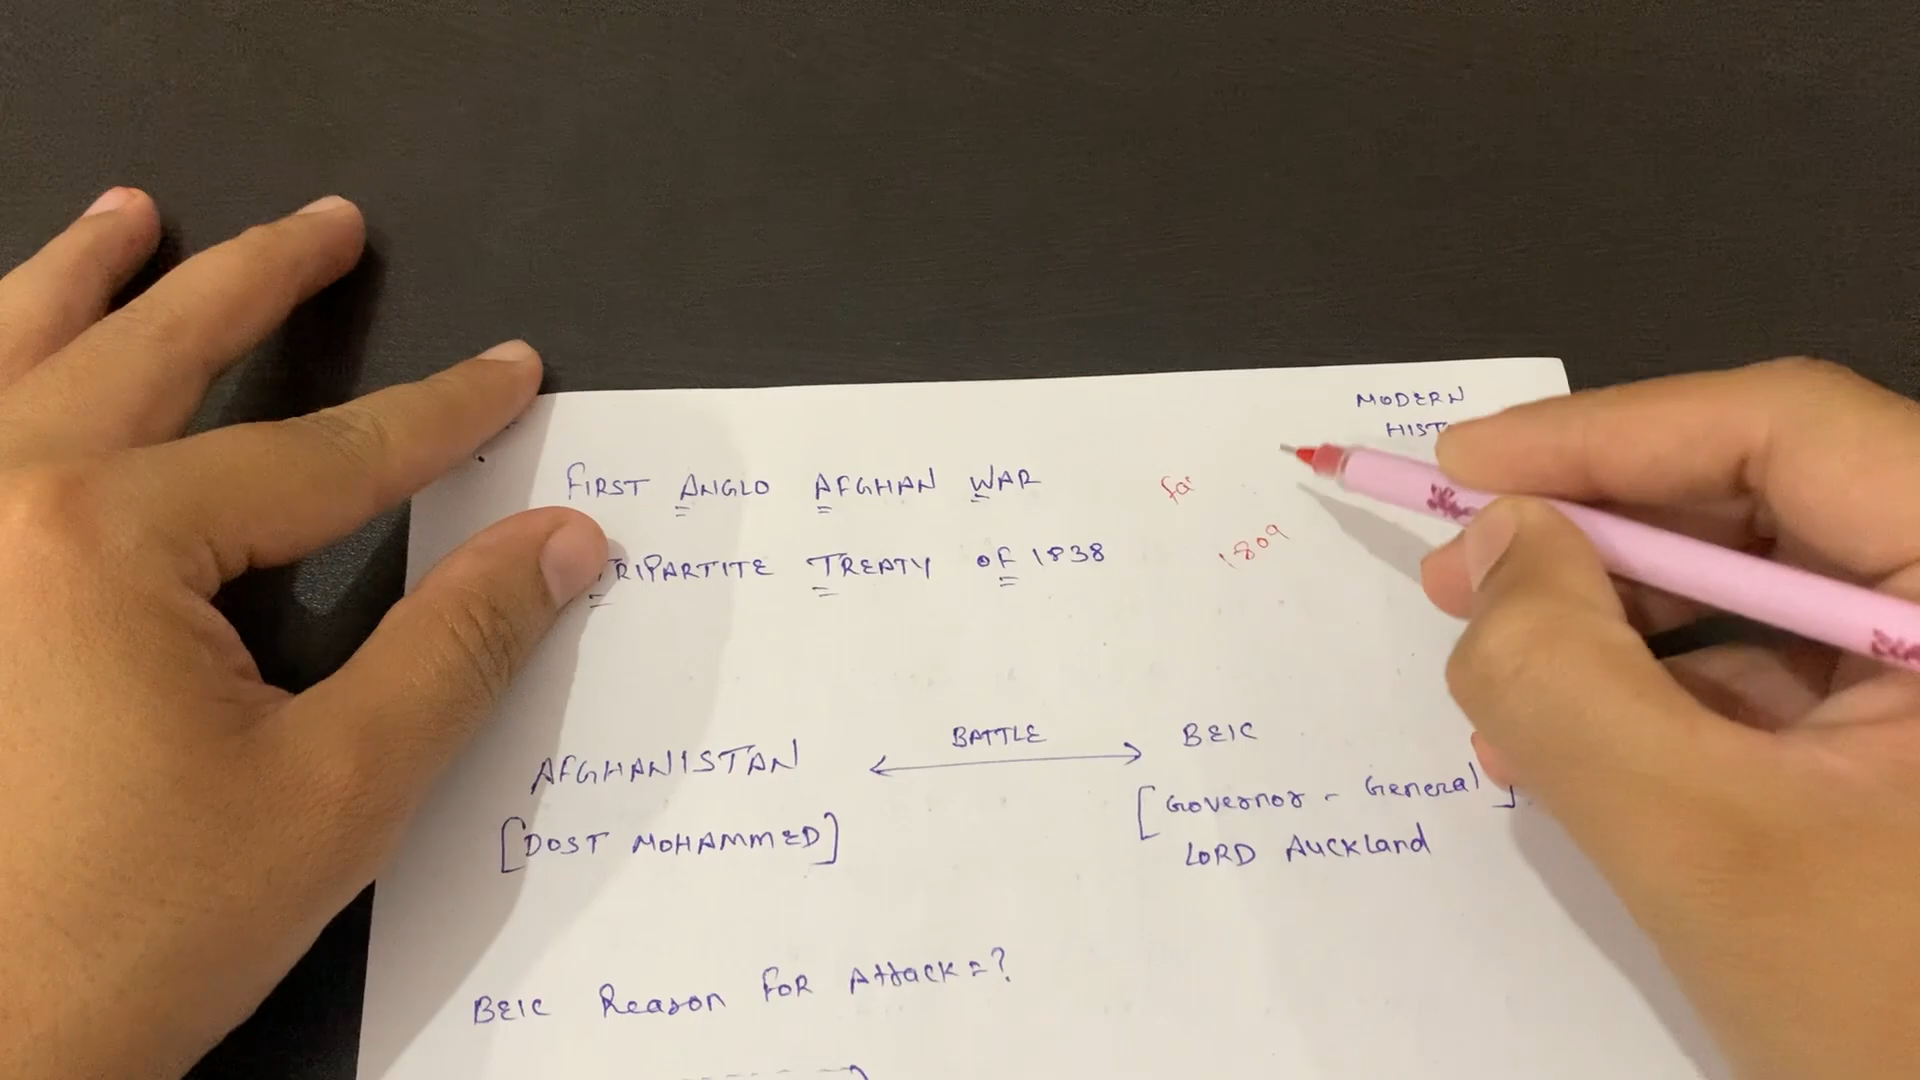 MODERN
HIST
FIRST ANGLO AFGHAN WAR
TRIPARTITE TREATY OF 1838
1809
BATTLE
AFGHANISTAN
BEIC
[DOST MOHAMMED]
[Governor - General]
LORD Auckland
BEIC Reason FOR Attack = ?